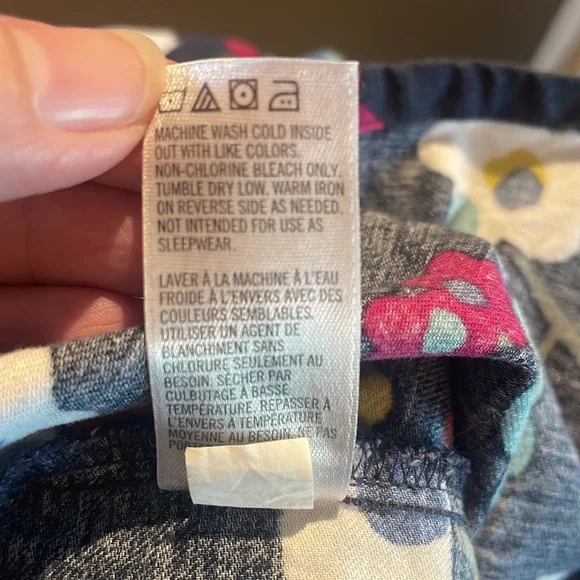 MACHINE WASH COLD INSIDE
OUT WITH LIKE COLORS.
NON-CHLORINE BLEACH ONLY.
TUMBLE DRY LOW, WARM IRON
ON REVERSE SIDE AS NEEDED.
NOT INTENDED FOR USE AS
SLEEPWEAR.
LAVER À LA MACHINE À L'EAU
FROIDE À L'ENVERS AVEC DES
COULEURS SEMBLABLES.
UTILISER UN AGENT DE
BLANCHIMENT SANS
CHLORURE SEULEMENT AU
BESOIN. SÉCHER PAR
CULBUTAGE À BASSE
TEMPÉRATURE. REPASSER À
L'ENVERS À TEMPÉRATURE
MOYENNE AU BESOIN. NE PAS